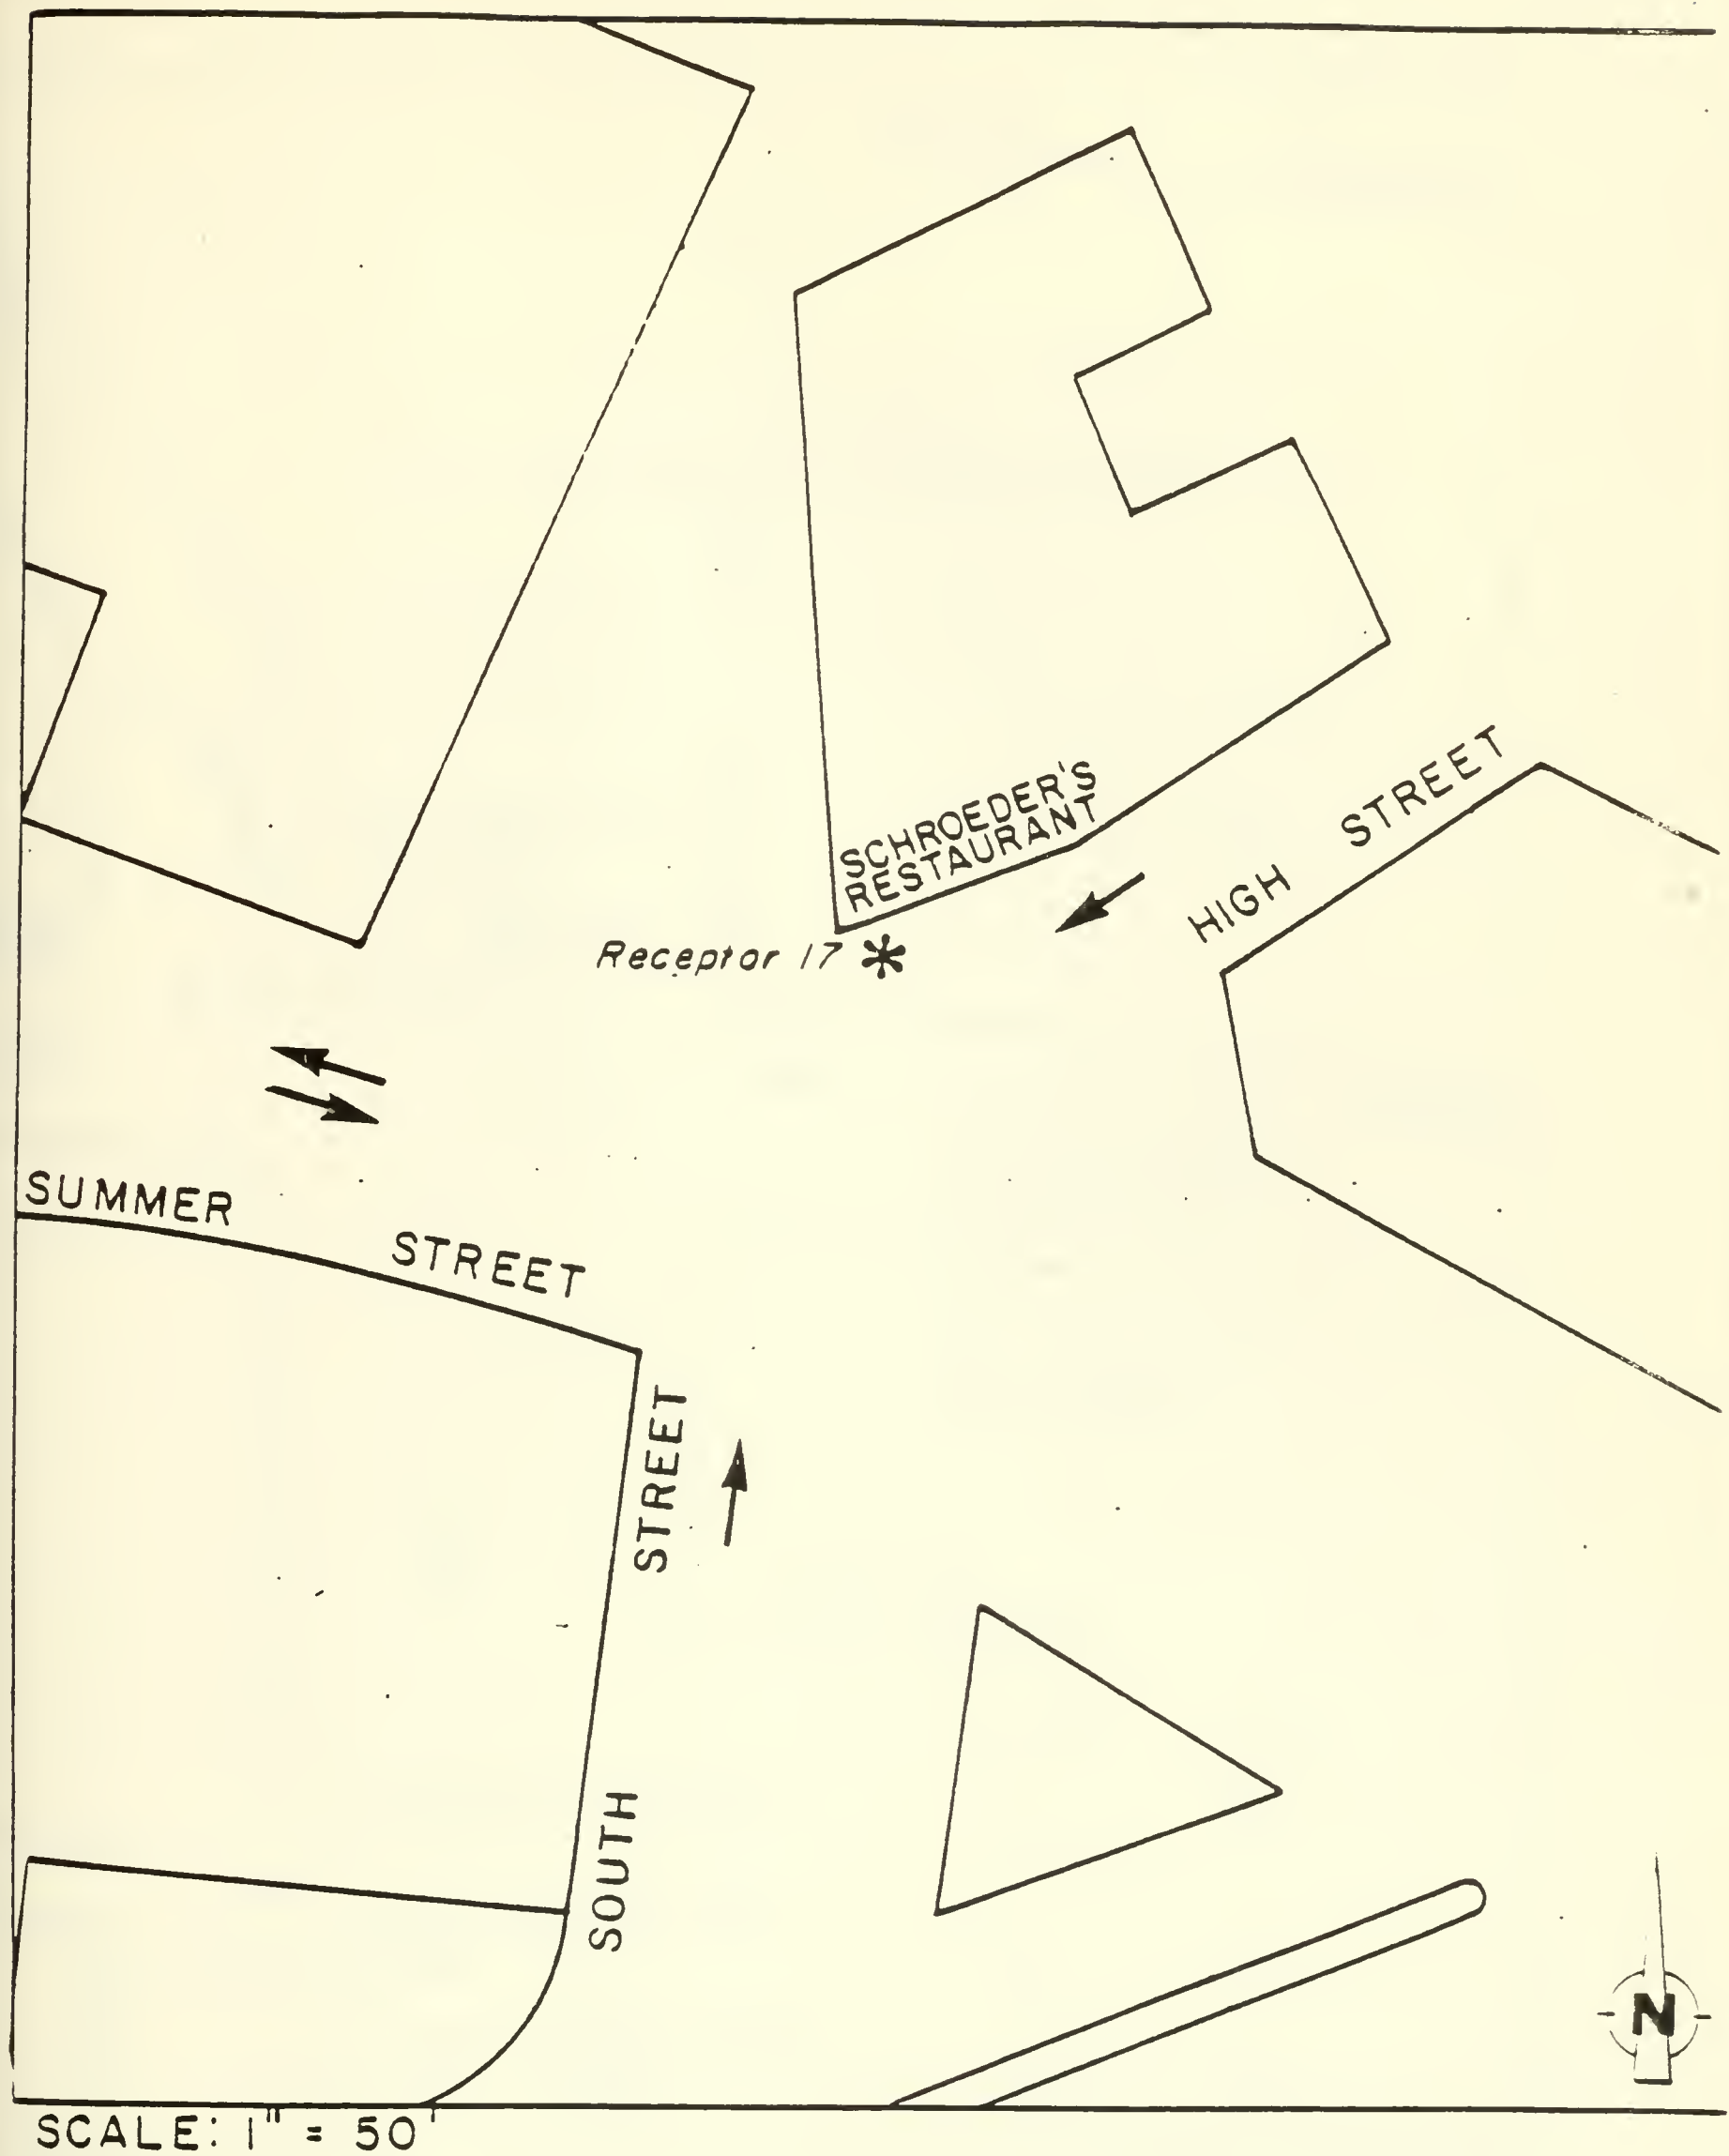 SCHROEDER'S
RESTAURANT
HIGH STREET
Receptor 17 *
SUMMER STREET
SOUTH STREET
N
SCALE: 1" = 50'